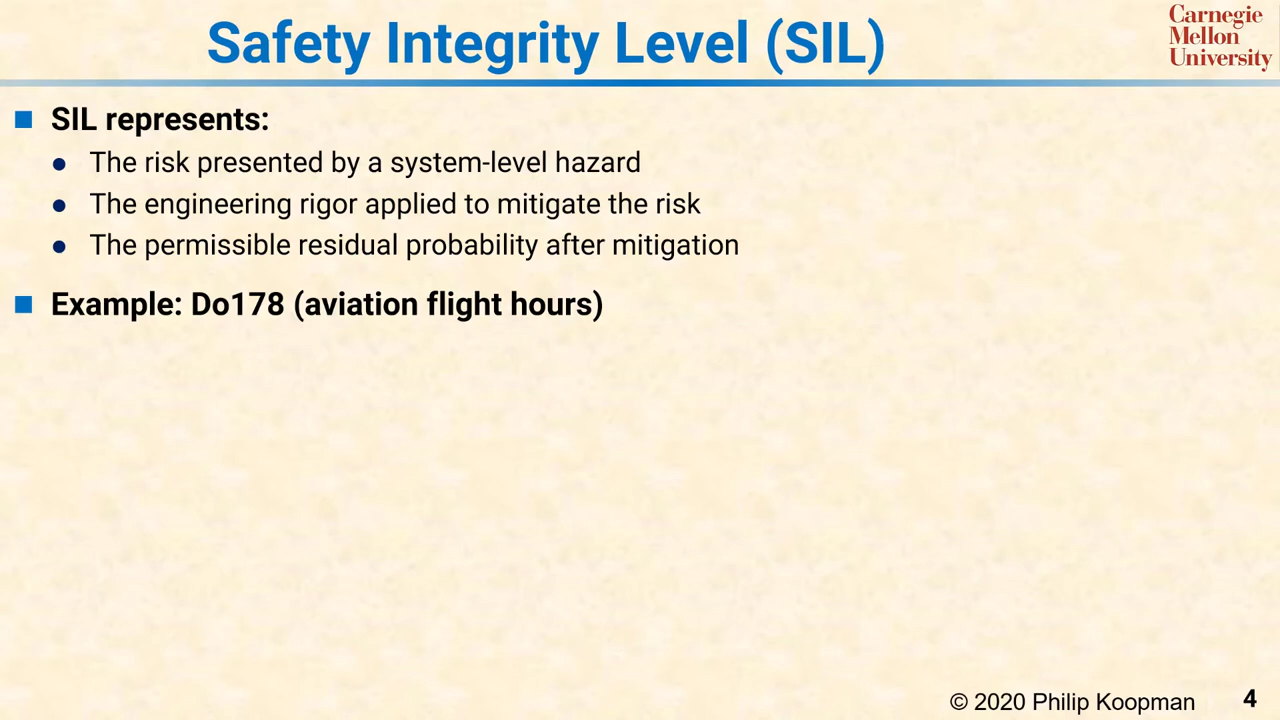 Safety Integrity Level (SIL)
Carnegie
Mellon
University
SIL represents:
The risk presented by a system-level hazard
The engineering rigor applied to mitigate the risk
The permissible residual probability after mitigation
Example: Do178 (aviation flight hours)
© 2020 Philip Koopman
4